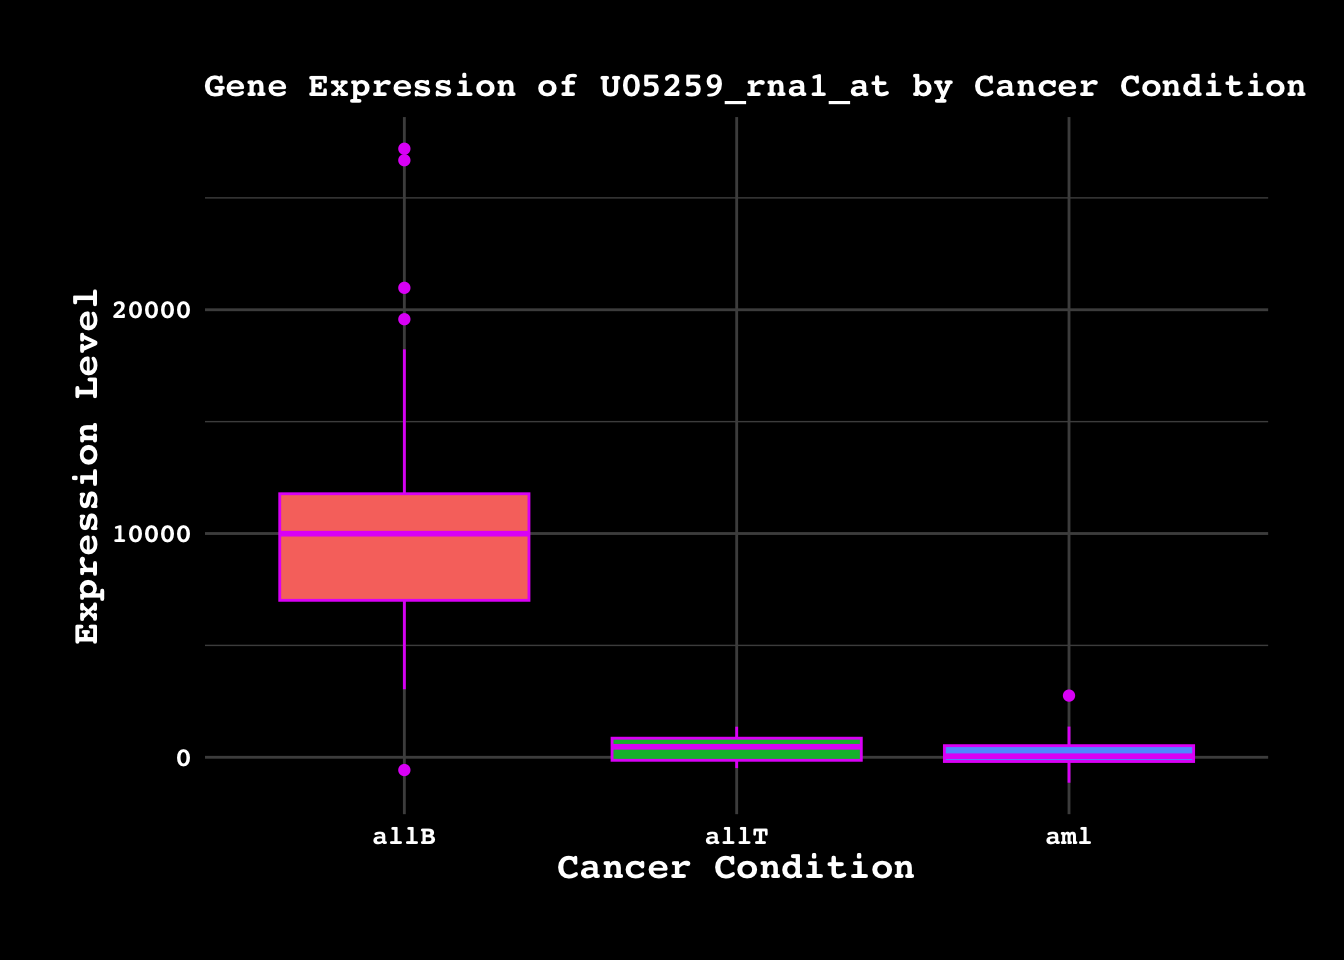 Gene Expression of U05259_rna1_at by Cancer Condition
Expression Level
20000
10000
0
allB allT aml
Cancer Condition